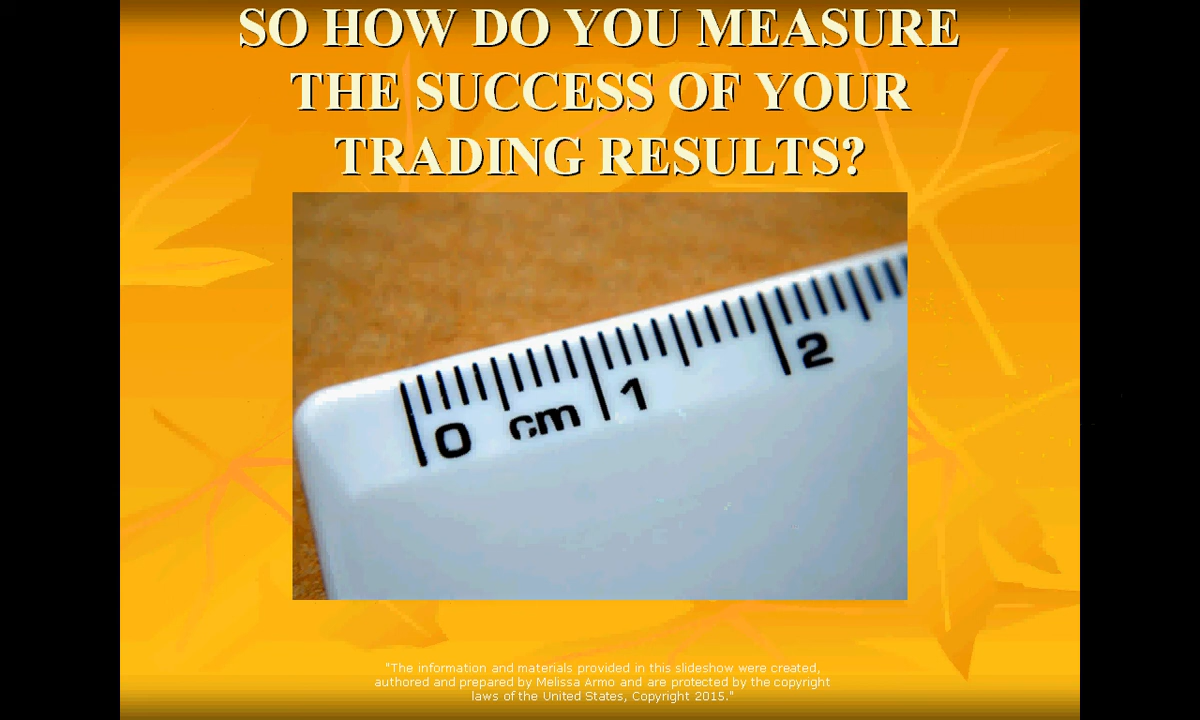 SO HOW DO YOU MEASURE
THE SUCCESS OF YOUR
TRADING RESULTS?
0 cm 1 2
"The information and materials provided in this slideshow were created,
authored and prepared by Melissa Armo and are protected by the copyright
laws of the United States, Copyright 2015."